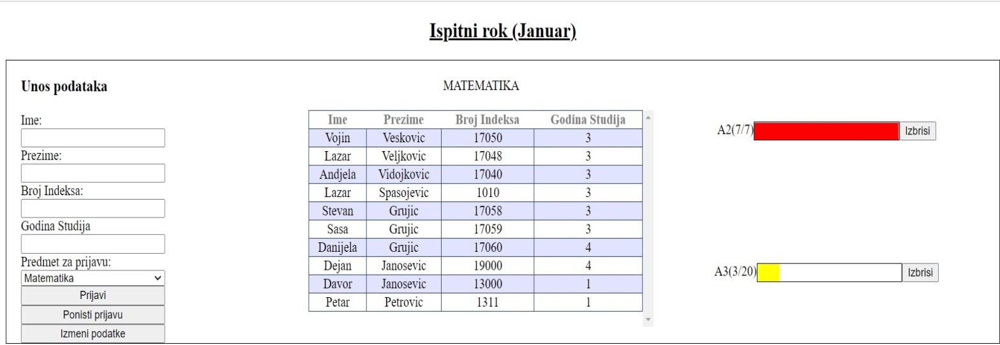 Ispitni rok (Januar)
Unos podataka
Ime:
Prezime:
Broj Indeksa:
Godina Studija
Predmet za prijavu:
Matematika
Prijavi
Ponisti prijavu
Izmeni podatke
MATEMATIKA
Ime Prezime Broj Indeksa Godina Studija
Vojin Veskovic 17050 3
Lazar Veljkovic 17048 3
Andjela Vidojkovic 17040 3
Lazar Spasojevic 1010 3
Stevan Grujic 17058 3
Sasa Grujic 17059 3
Danijela Grujic 17060 4
Dejan Janosevic 19000 4
Davor Janosevic 13000 1
Petar Petrovic 1311 1
A2(7/7) Izbrisi
A3(3/20) Izbrisi